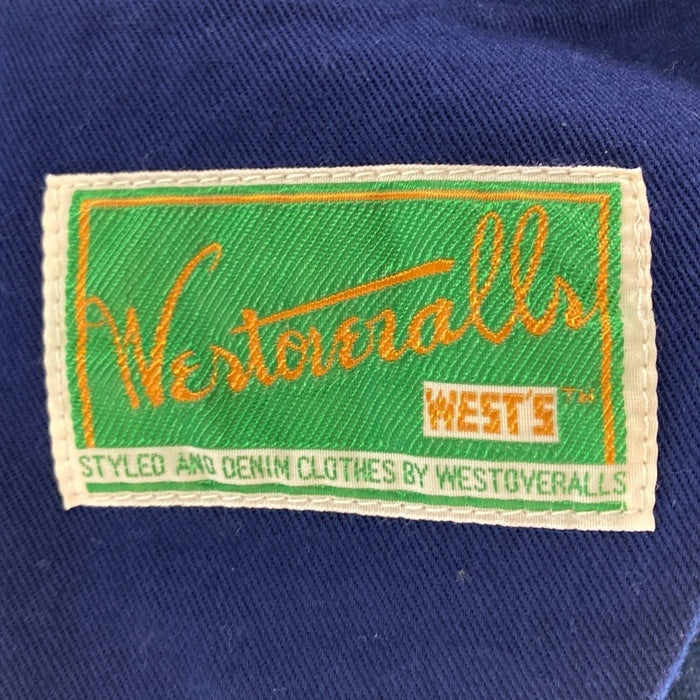 Westoveralls
WEST'S™
STYLED AND DENIM CLOTHES BY WESTOVERALLS